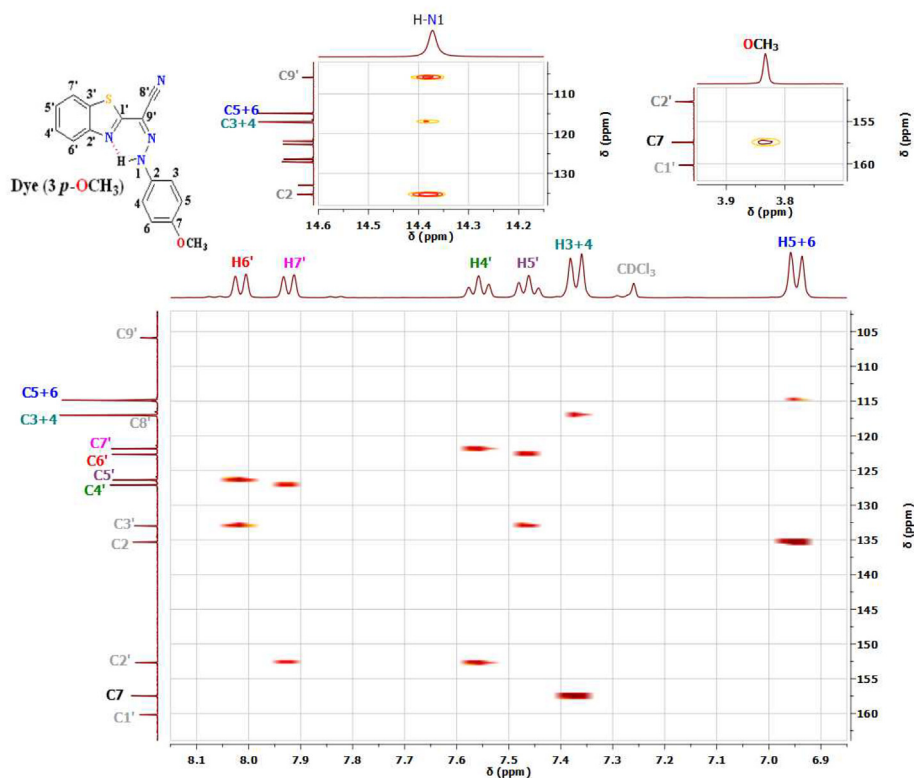 H-N1
C9'
C5+6
C3+4
C2
110
120
130
δ (ppm)
14.6
14.5
14.4
14.3
14.2
δ (ppm)
OCH₃
C2'
C7
C1'
155
160
δ (ppm)
3.9
3.8
δ (ppm)
N
8'
7'
S
3'
1'
9'
5'
4'
2'
N
N
6'
H
N
1
2
3
4
5
6
7
O
CH₃
Dye (3 p-OCH₃)
H6'
H7'
H4'
H5'
H3+4
CDCl₃
H5+6
C9'
C5+6
C3+4
C8'
C7'
C6'
C5'
C4'
C3'
C2
C2'
C7
C1'
105
110
115
120
125
130
135
140
145
150
155
160
δ (ppm)
8.1
8.0
7.9
7.8
7.7
7.6
7.5
7.4
7.3
7.2
7.1
7.0
6.9
δ (ppm)